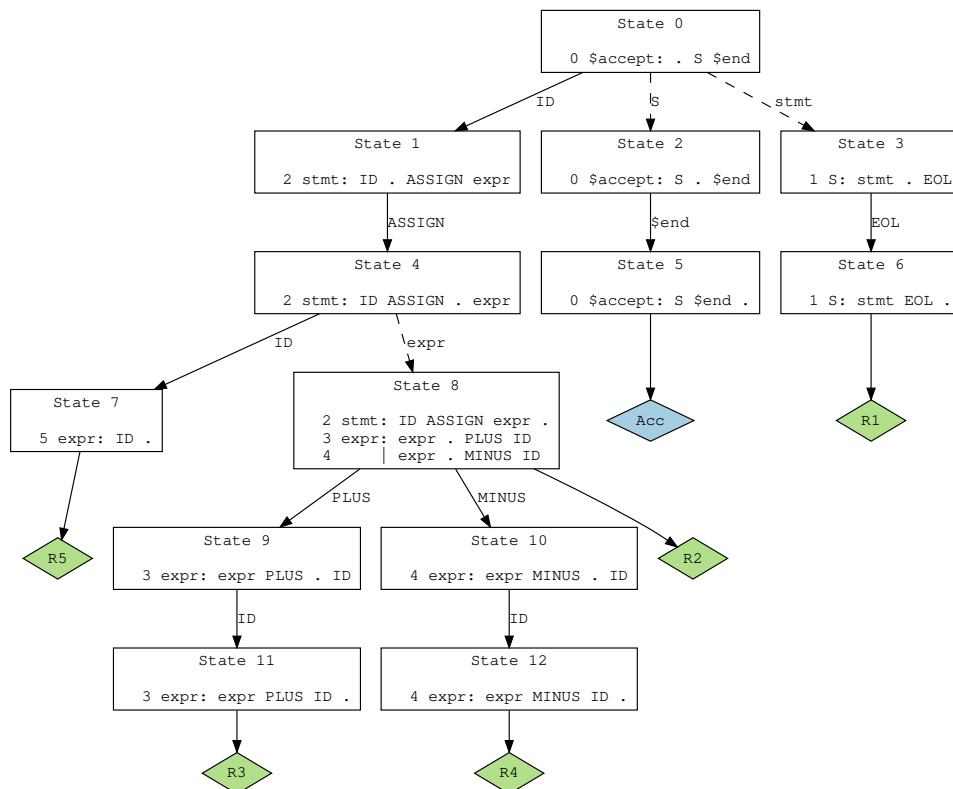 State 0
0 $accept: . S $end
ID
S
stmt
State 1
2 stmt: ID . ASSIGN expr
State 2
0 $accept: S . $end
State 3
1 S: stmt . EOL
ASSIGN
$end
EOL
State 4
2 stmt: ID ASSIGN . expr
State 5
0 $accept: S $end .
State 6
1 S: stmt EOL .
ID
expr
State 7
5 expr: ID .
State 8
2 stmt: ID ASSIGN expr .
3 expr: expr . PLUS ID
4 | expr . MINUS ID
Acc
R1
PLUS
MINUS
R5
State 9
3 expr: expr PLUS . ID
State 10
4 expr: expr MINUS . ID
R2
ID
ID
State 11
3 expr: expr PLUS ID .
State 12
4 expr: expr MINUS ID .
R3
R4